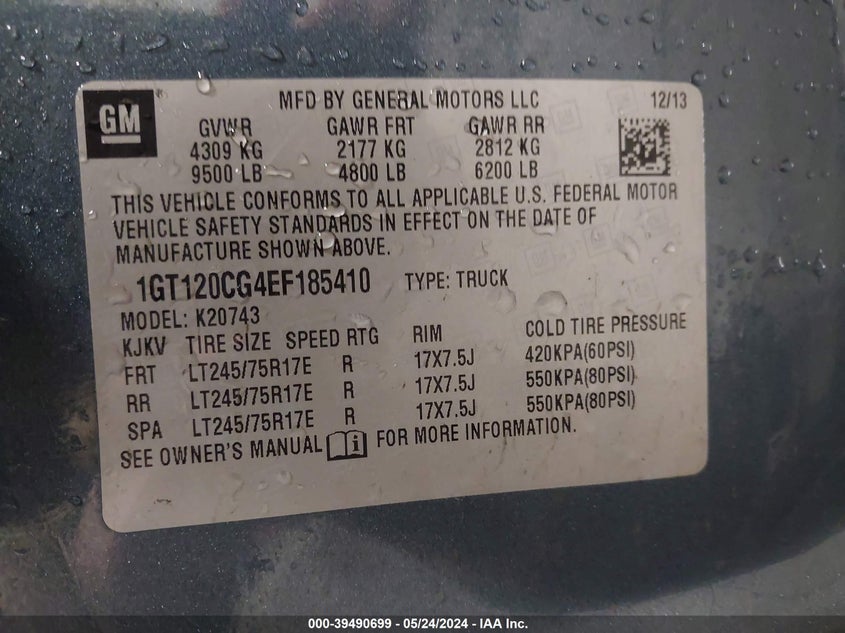 GM
MFD BY GENERAL MOTORS LLC 12/13
GVWR GAWR FRT GAWR RR
4309 KG 2177 KG 2812 KG
9500 LB 4800 LB 6200 LB
THIS VEHICLE CONFORMS TO ALL APPLICABLE U.S. FEDERAL MOTOR
VEHICLE SAFETY STANDARDS IN EFFECT ON THE DATE OF
MANUFACTURE SHOWN ABOVE.
1GT120CG4EF185410 TYPE: TRUCK
MODEL: K20743
KJKV TIRE SIZE SPEED RTG RIM COLD TIRE PRESSURE
FRT LT245/75R17E R 17X7.5J 420KPA(60PSI)
RR LT245/75R17E R 17X7.5J 550KPA(80PSI)
SPA LT245/75R17E R 17X7.5J 550KPA(80PSI)
SEE OWNER'S MANUAL i FOR MORE INFORMATION.
000-39490699 - 05/24/2024 - IAA Inc.